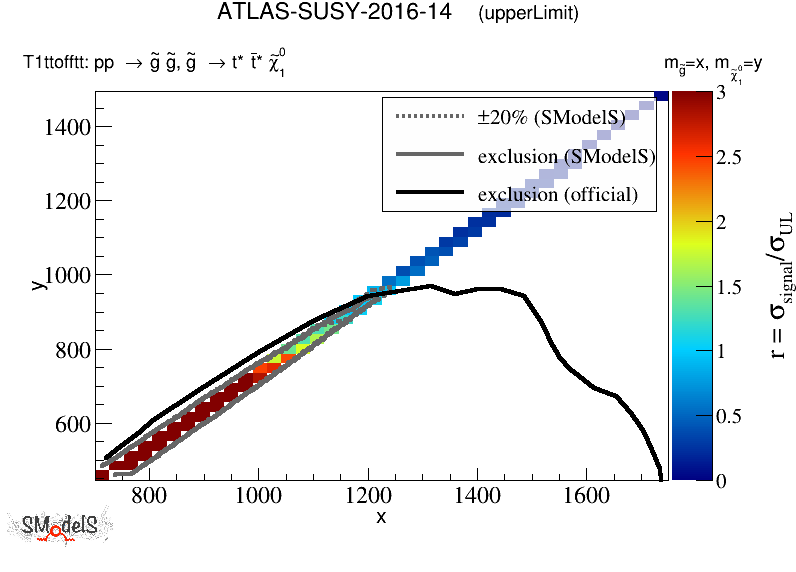 ATLAS-SUSY-2016-14 (upperLimit)
T1ttofftt: pp → g̃ g̃, g̃ → t* t̄* χ̃₁⁰
m_g̃=x, m_χ̃₁⁰=y
±20% (SModelS)
exclusion (SModelS)
exclusion (official)
1400
1200
1000
800
600
y
800
1000
1200
1400
1600
x
3
2.5
2
1.5
1
0.5
0
r = σ_signal/σ_UL
SModelS